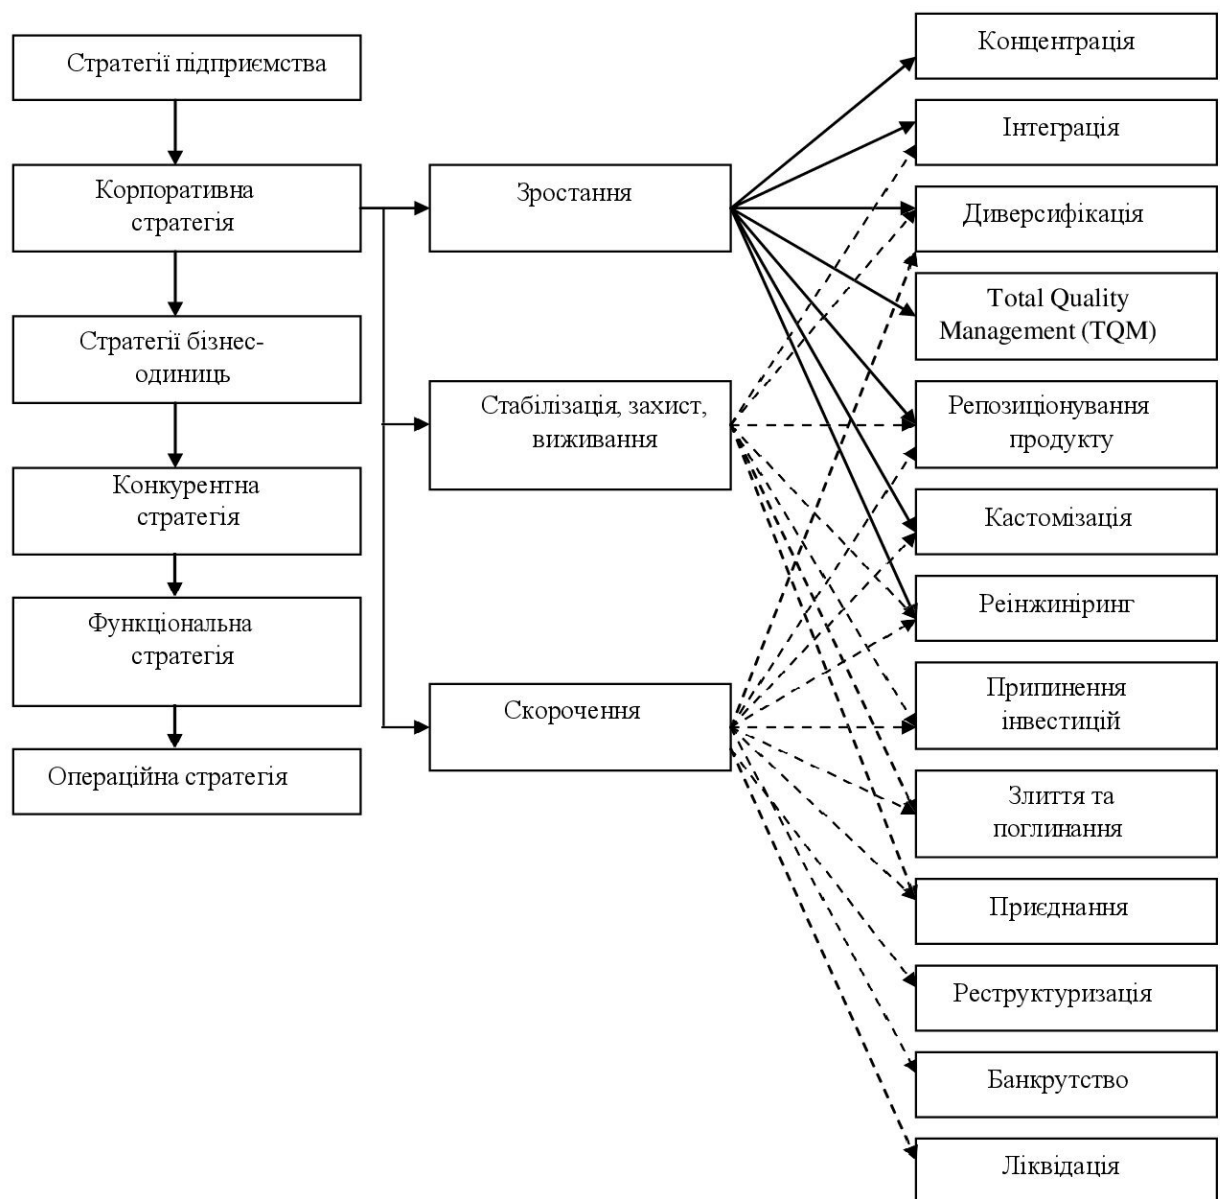 Стратегії підприємства
Корпоративна
стратегія
Стратегії бізнес-
одиниць
Конкурентна
стратегія
Функціональна
стратегія
Операційна стратегія
Зростання
Стабілізація, захист,
виживання
Скорочення
Концентрація
Інтеграція
Диверсифікація
Total Quality
Management (TQM)
Репозиціонування
продукту
Кастомізація
Реінжиніринг
Припинення
інвестицій
Злиття та
поглинання
Приєднання
Реструктуризація
Банкрутство
Ліквідація